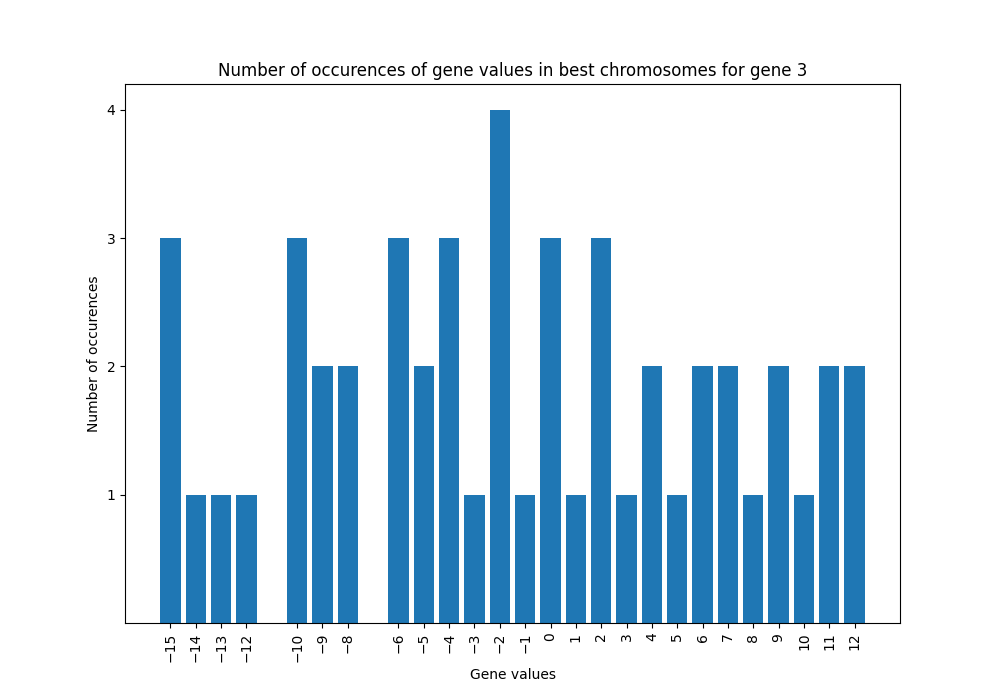 Number of occurences of gene values in best chromosomes for gene 3
Number of occurences
4
3
2
1
−15 −14 −13 −12 −10 −9 −8 −6 −5 −4 −3 −2 −1 0 1 2 3 4 5 6 7 8 9 10 11 12
Gene values